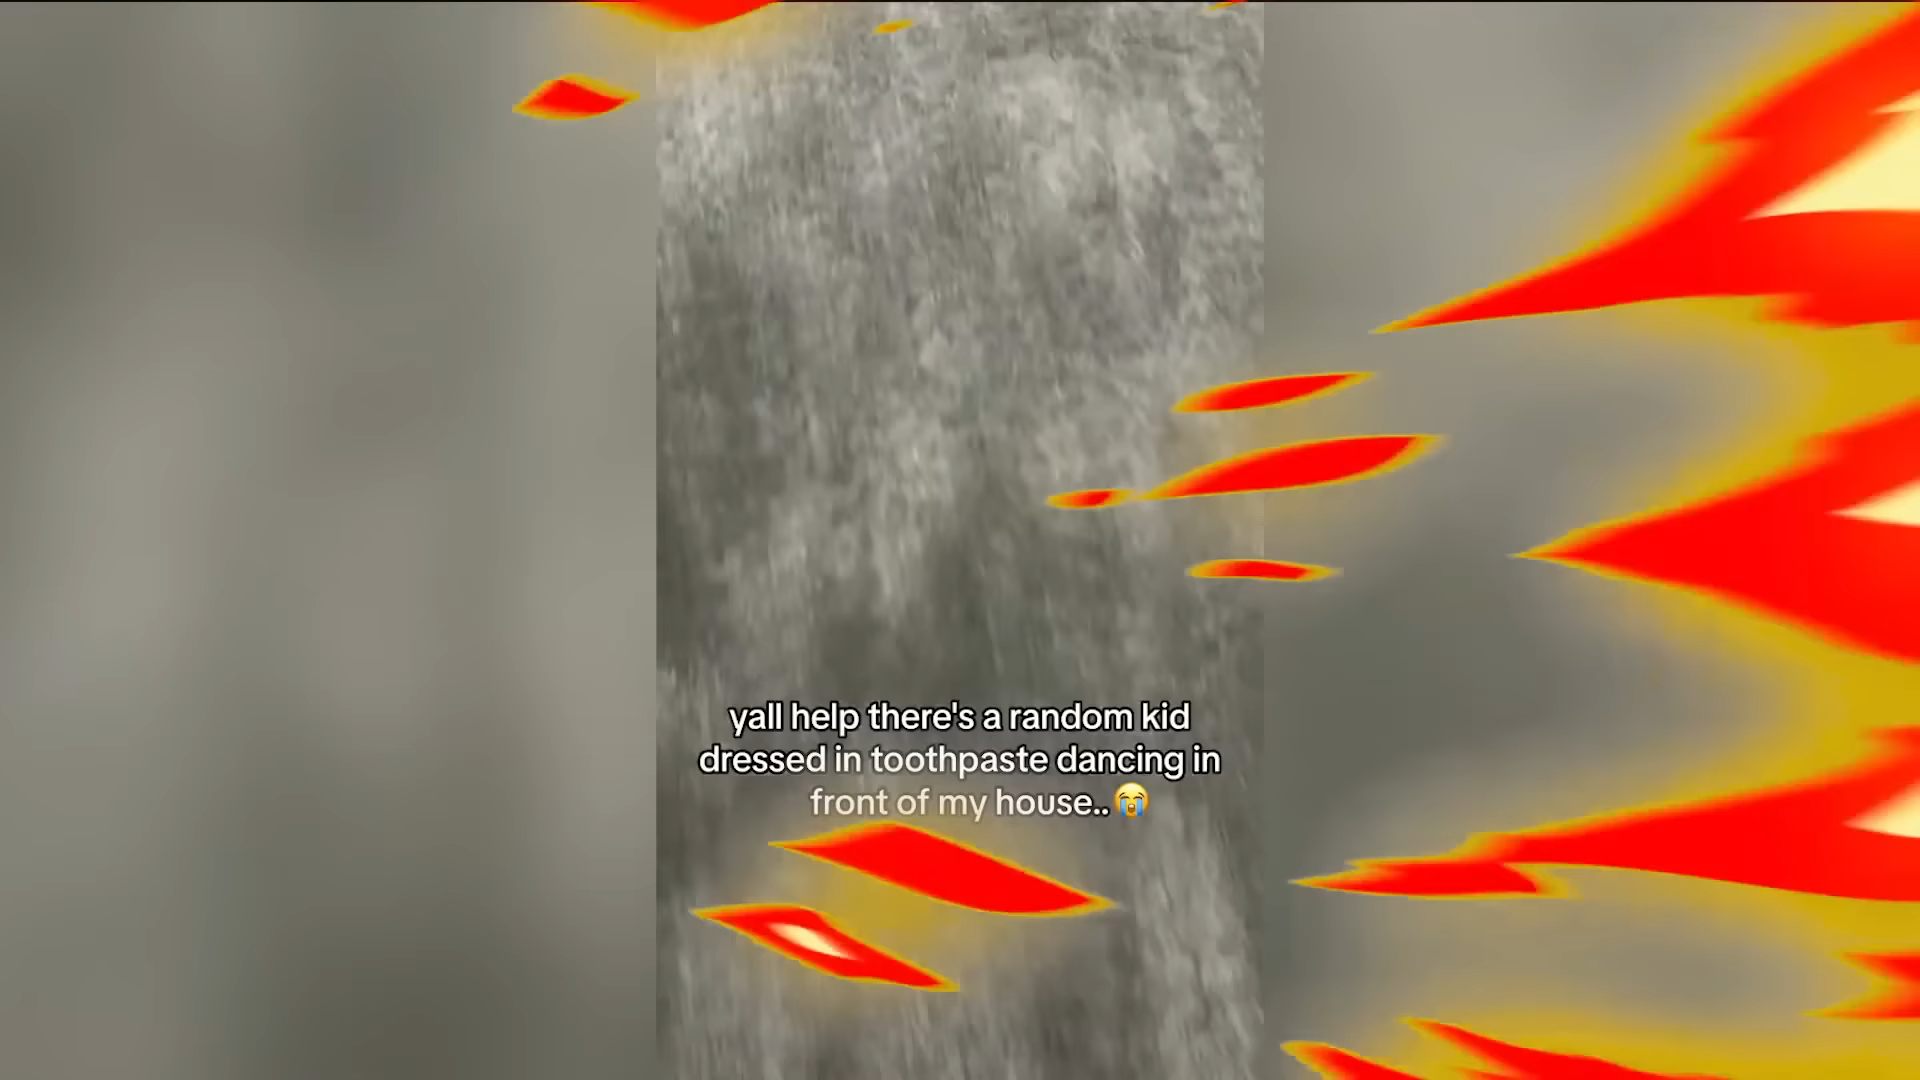 yall help there's a random kid
dressed in toothpaste dancing in
front of my house..😭